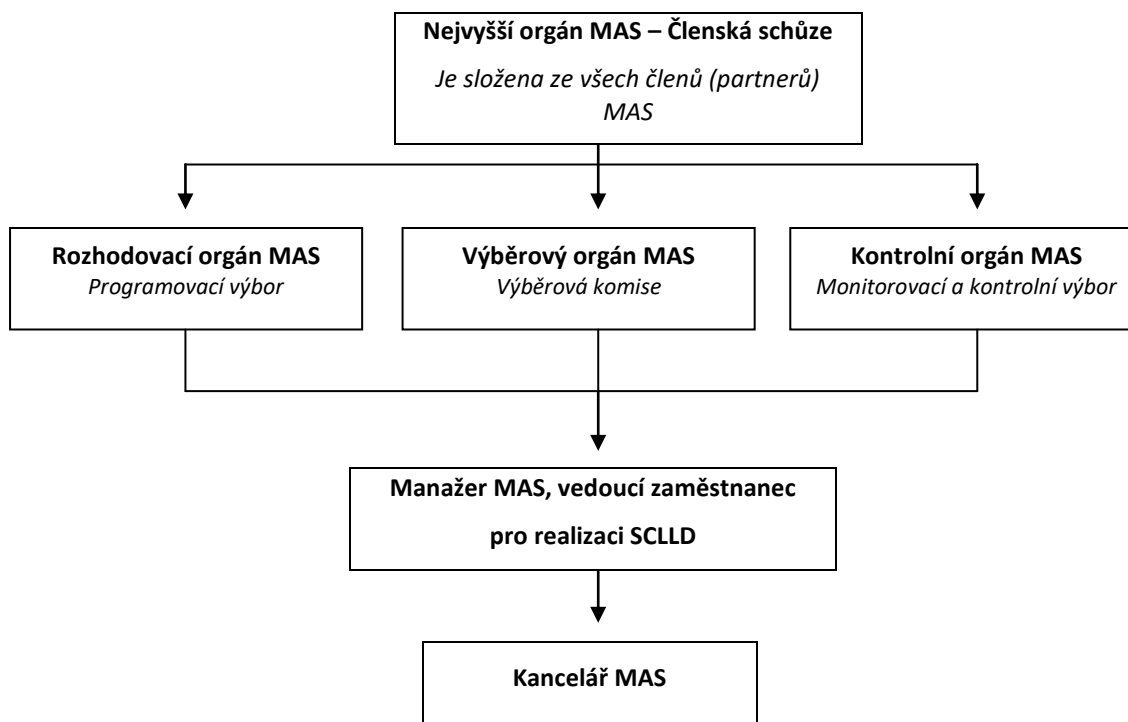 Nejvyšší orgán MAS – Členská schůze
Je složena ze všech členů (partnerů)
MAS
Rozhodovací orgán MAS
Programovací výbor
Výběrový orgán MAS
Výběrová komise
Kontrolní orgán MAS
Monitorovací a kontrolní výbor
Manažer MAS, vedoucí zaměstnanec
pro realizaci SCLLD
Kancelář MAS